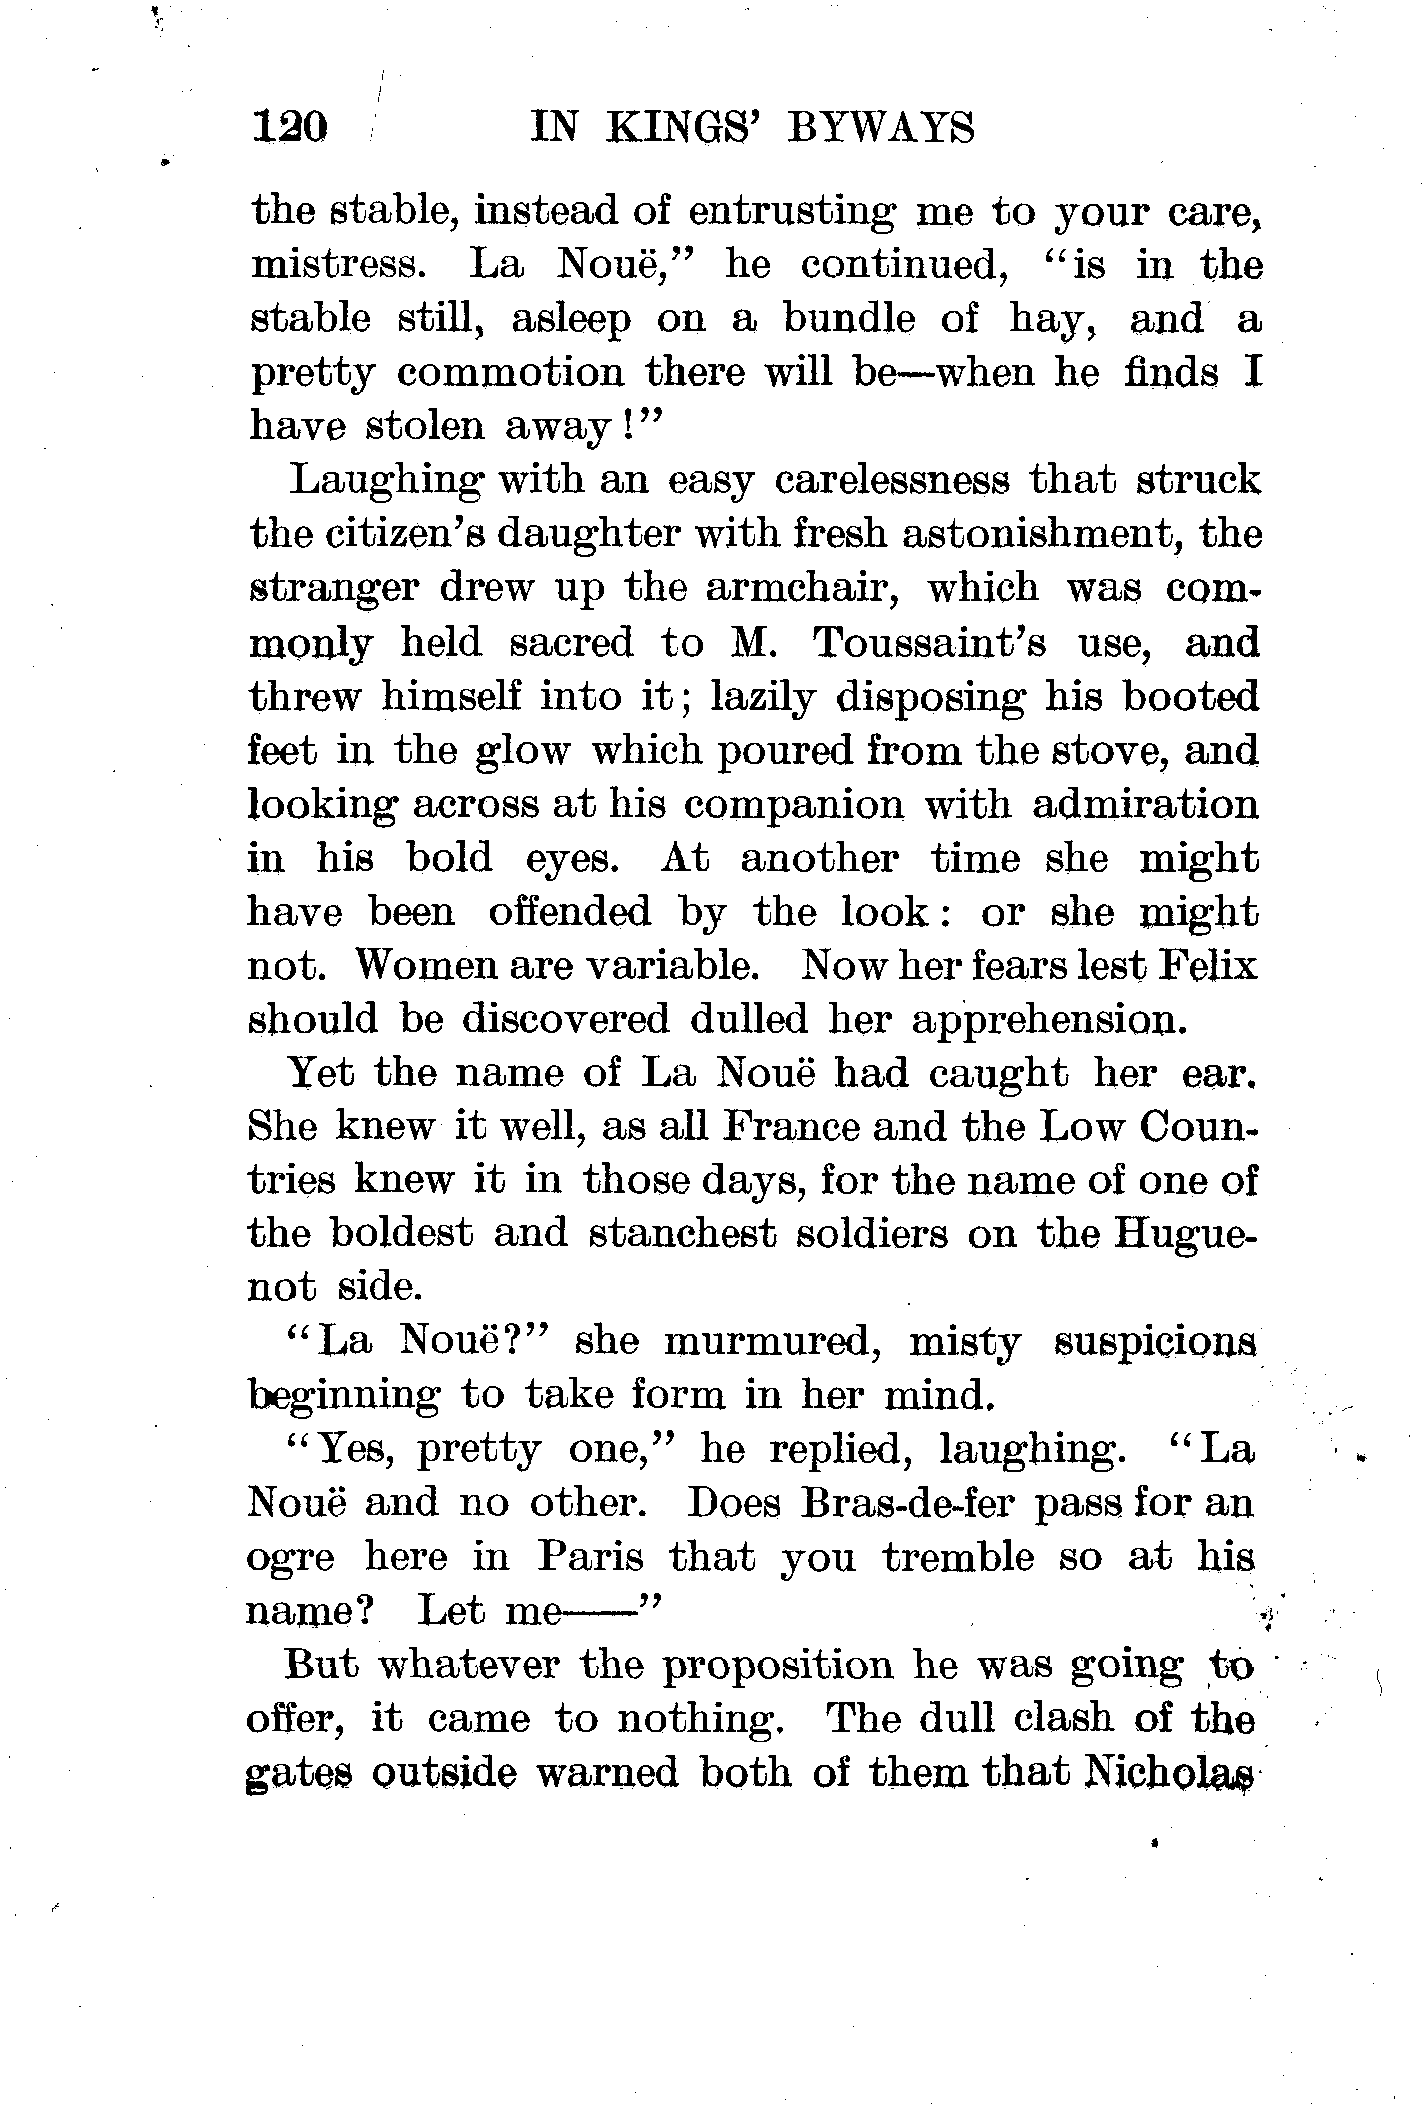 120 IN KINGS' BYWAYS
the stable, instead of entrusting me to your care,
mistress. La Nouë,” he continued, “is in the
stable still, asleep on a bundle of hay, and a
pretty commotion there will be—when he finds I
have stolen away!”
Laughing with an easy carelessness that struck
the citizen's daughter with fresh astonishment, the
stranger drew up the armchair, which was com-
monly held sacred to M. Toussaint's use, and
threw himself into it; lazily disposing his booted
feet in the glow which poured from the stove, and
looking across at his companion with admiration
in his bold eyes. At another time she might
have been offended by the look: or she might
not. Women are variable. Now her fears lest Felix
should be discovered dulled her apprehension.
Yet the name of La Nouë had caught her ear.
She knew it well, as all France and the Low Coun-
tries knew it in those days, for the name of one of
the boldest and stanchest soldiers on the Hugue-
not side.
“La Nouë?” she murmured, misty suspicions
beginning to take form in her mind.
“Yes, pretty one,” he replied, laughing. “La
Nouë and no other. Does Bras-de-fer pass for an
ogre here in Paris that you tremble so at his
name? Let me——”
But whatever the proposition he was going to
offer, it came to nothing. The dull clash of the
gates outside warned both of them that Nicholas